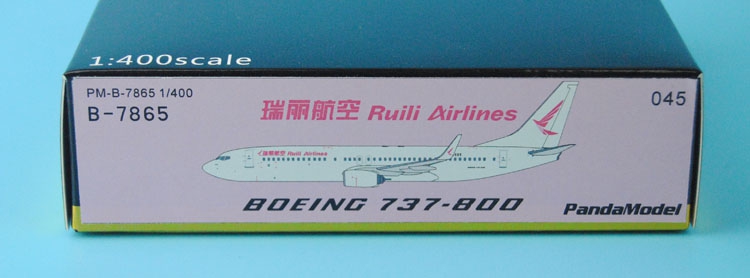 1:400scale
PM-B-7865 1/400
B-7865
瑞丽航空 Ruili Airlines
045
瑞丽航空 Ruili Airlines
BOEING 737-800
PandaModel